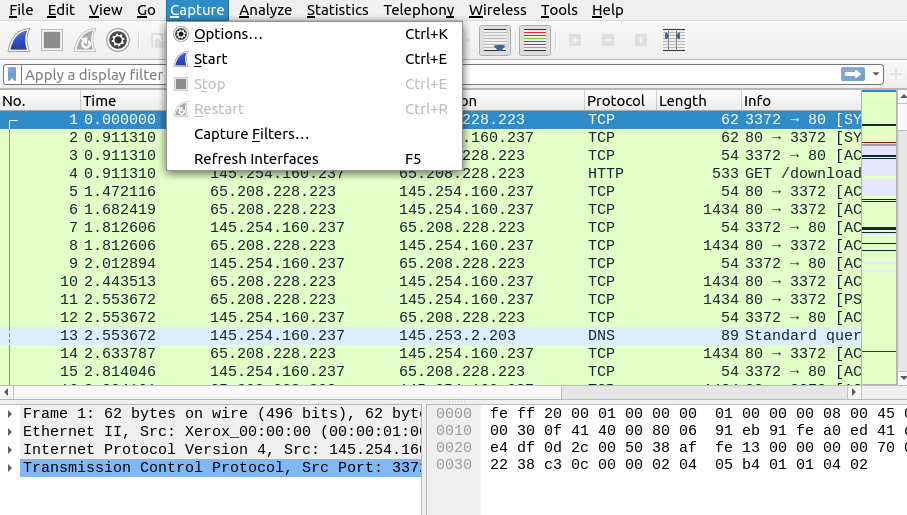 File Edit View Go Capture Analyze Statistics Telephony Wireless Tools Help
Options… Ctrl+K
Start Ctrl+E
Stop Ctrl+E
Restart Ctrl+R
Capture Filters…
Refresh Interfaces F5
Apply a display filter
No. Time Protocol Length Info
1 0.000000 TCP 62 3372 → 80 [SY
2 0.911310 TCP 62 80 → 3372 [SY
3 0.911310 TCP 54 3372 → 80 [AC
4 0.911310 145.254.160.237 65.208.228.223 HTTP 533 GET /download
5 1.472116 65.208.228.223 145.254.160.237 TCP 54 80 → 3372 [AC
6 1.682419 65.208.228.223 145.254.160.237 TCP 1434 80 → 3372 [AC
7 1.812606 145.254.160.237 65.208.228.223 TCP 54 3372 → 80 [AC
8 1.812606 65.208.228.223 145.254.160.237 TCP 1434 80 → 3372 [AC
9 2.012894 145.254.160.237 65.208.228.223 TCP 54 3372 → 80 [AC
10 2.443513 65.208.228.223 145.254.160.237 TCP 1434 80 → 3372 [AC
11 2.553672 65.208.228.223 145.254.160.237 TCP 1434 80 → 3372 [PS
12 2.553672 145.254.160.237 65.208.228.223 TCP 54 3372 → 80 [AC
13 2.553672 145.254.160.237 145.253.2.203 DNS 89 Standard quer
14 2.633787 65.208.228.223 145.254.160.237 TCP 1434 80 → 3372 [AC
15 2.814046 145.254.160.237 65.208.228.223 TCP 54 3372 → 80 [AC
Frame 1: 62 bytes on wire (496 bits), 62 byt
Ethernet II, Src: Xerox_00:00:00 (00:00:01:00
Internet Protocol Version 4, Src: 145.254.160
Transmission Control Protocol, Src Port: 3372
0000 fe ff 20 00 01 00 00 00 01 00 00 00 08 00 45 0
0010 00 30 0f 41 40 00 80 06 91 eb 91 fe a0 ed 41 d
0020 e4 df 0d 2c 00 50 38 af fe 13 00 00 00 00 70 0
0030 22 38 c3 0c 00 00 02 04 05 b4 01 01 04 02